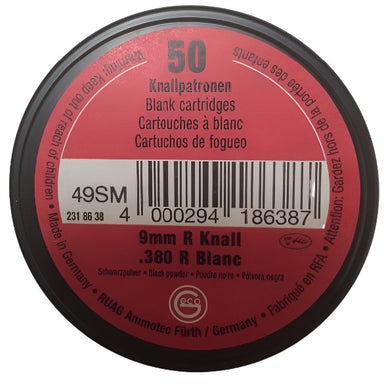 50
Knallpatronen
Blank cartridges
Cartouches à blanc
Cartuchos de fogueo
49SM
231 86 38
4 000294 186387
9mm R Knall
.380 R Blanc
Schwarzpulver • Black powder • Poudre noire • Pólvora negra
Geco
Warning: Keep out of reach of children • Made in Germany • RUAG Ammotec Fürth / Germany • Fabriqué en RFA • Attention: Gardez hors de la portée des enfants